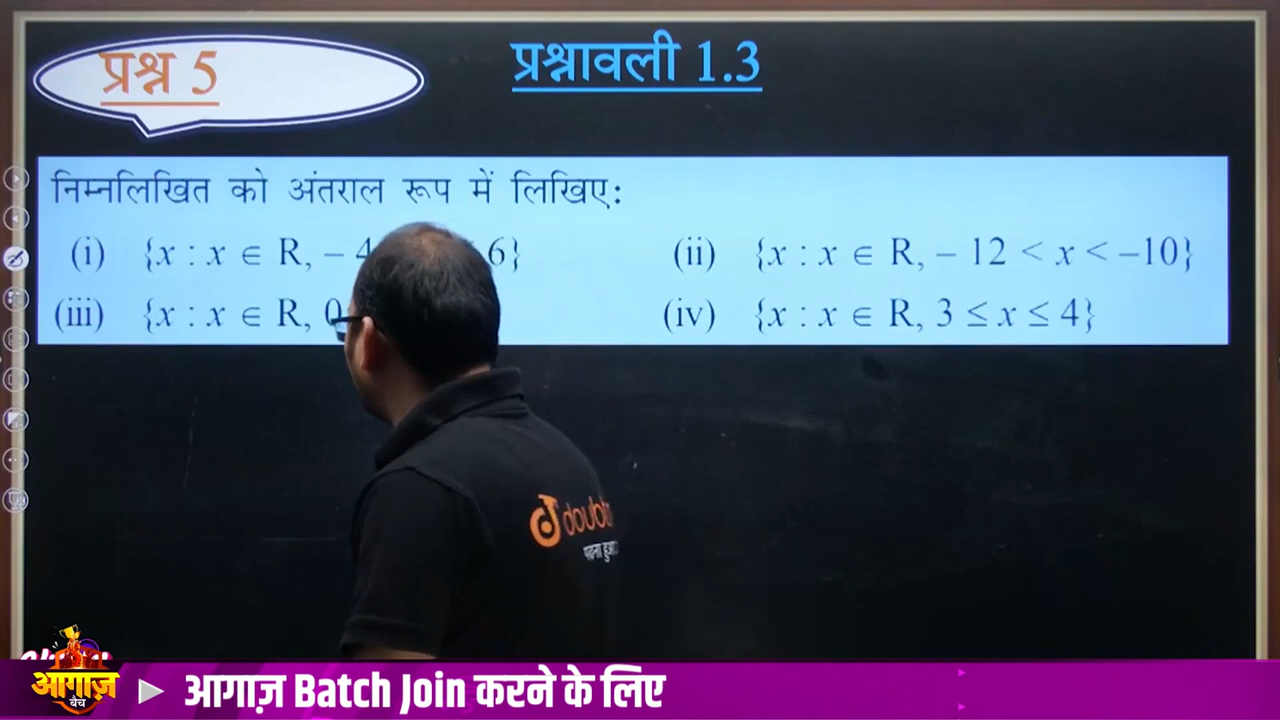 प्रश्न 5
प्रश्नावली 1.3
निम्नलिखित को अंतराल रूप में लिखिए:
(i) {x : x ∈ R, – 4 6}
(ii) {x : x ∈ R, – 12 < x < –10}
(iii) {x : x ∈ R, 0
(iv) {x : x ∈ R, 3 ≤ x ≤ 4}
पढ़ना हुआ
आगाज़
बैच
आगाज़ Batch Join करने के लिए